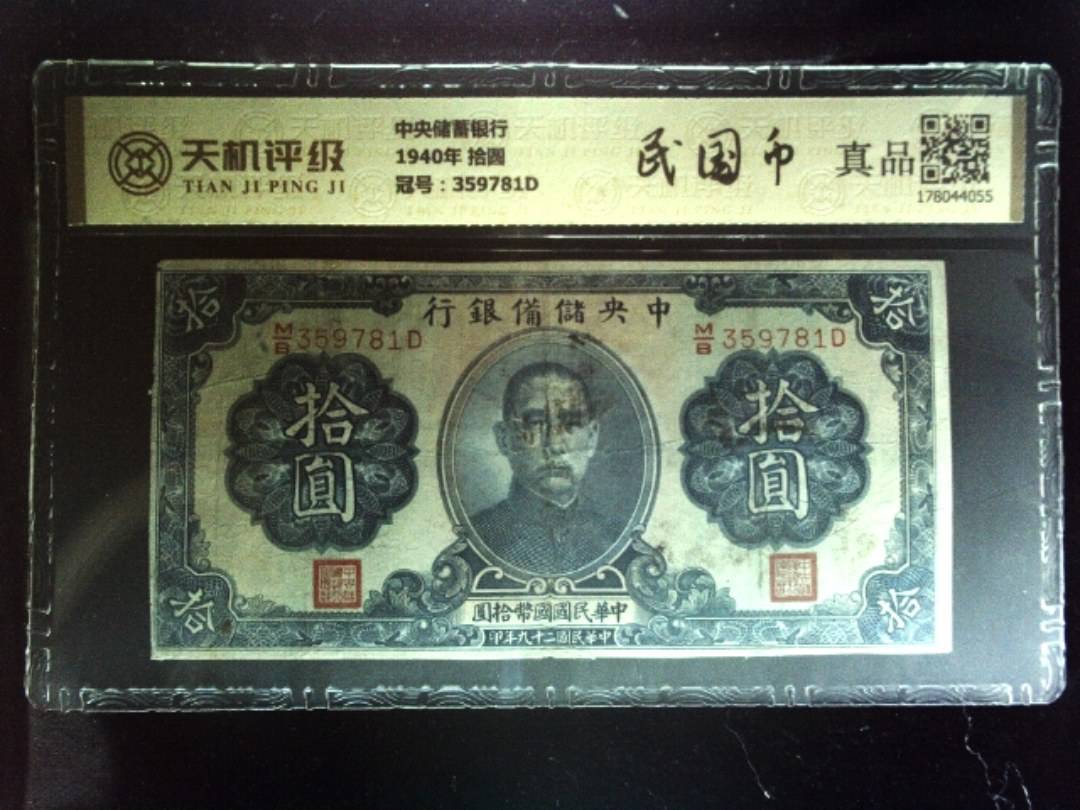 天机评级
TIAN JI PING JI
中央储蓄银行
1940年 拾圆
冠号：359781D
民国币
真品
178044055
拾
拾
行銀備儲央中
M/B 359781D
M/B 359781D
拾圓
拾圓
圓拾幣國國民華中
印年九十二國民華中
拾
拾